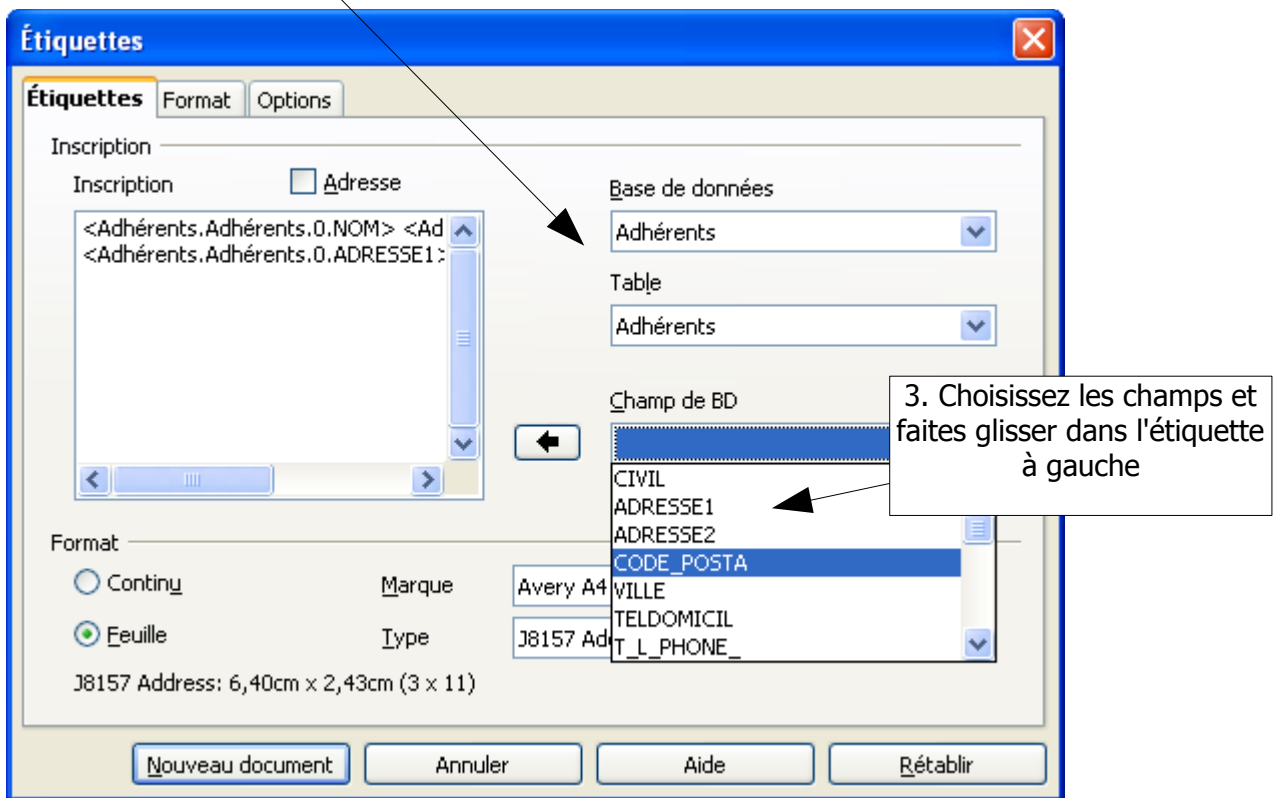 Étiquettes
Étiquettes Format Options
Inscription
Inscription Adresse
<Adhérents.Adhérents.0.NOM> <Ad
<Adhérents.Adhérents.0.ADRESSE1>
Base de données
Adhérents
Table
Adhérents
Champ de BD
CIVIL
ADRESSE1
ADRESSE2
CODE_POSTA
VILLE
TELDOMICIL
T_L_PHONE_
3. Choisissez les champs et
faites glisser dans l'étiquette
à gauche
Format
Continu
Feuille
Marque
Avery A4
Type
J8157 Ad
J8157 Address: 6,40cm x 2,43cm (3 x 11)
Nouveau document Annuler Aide Rétablir